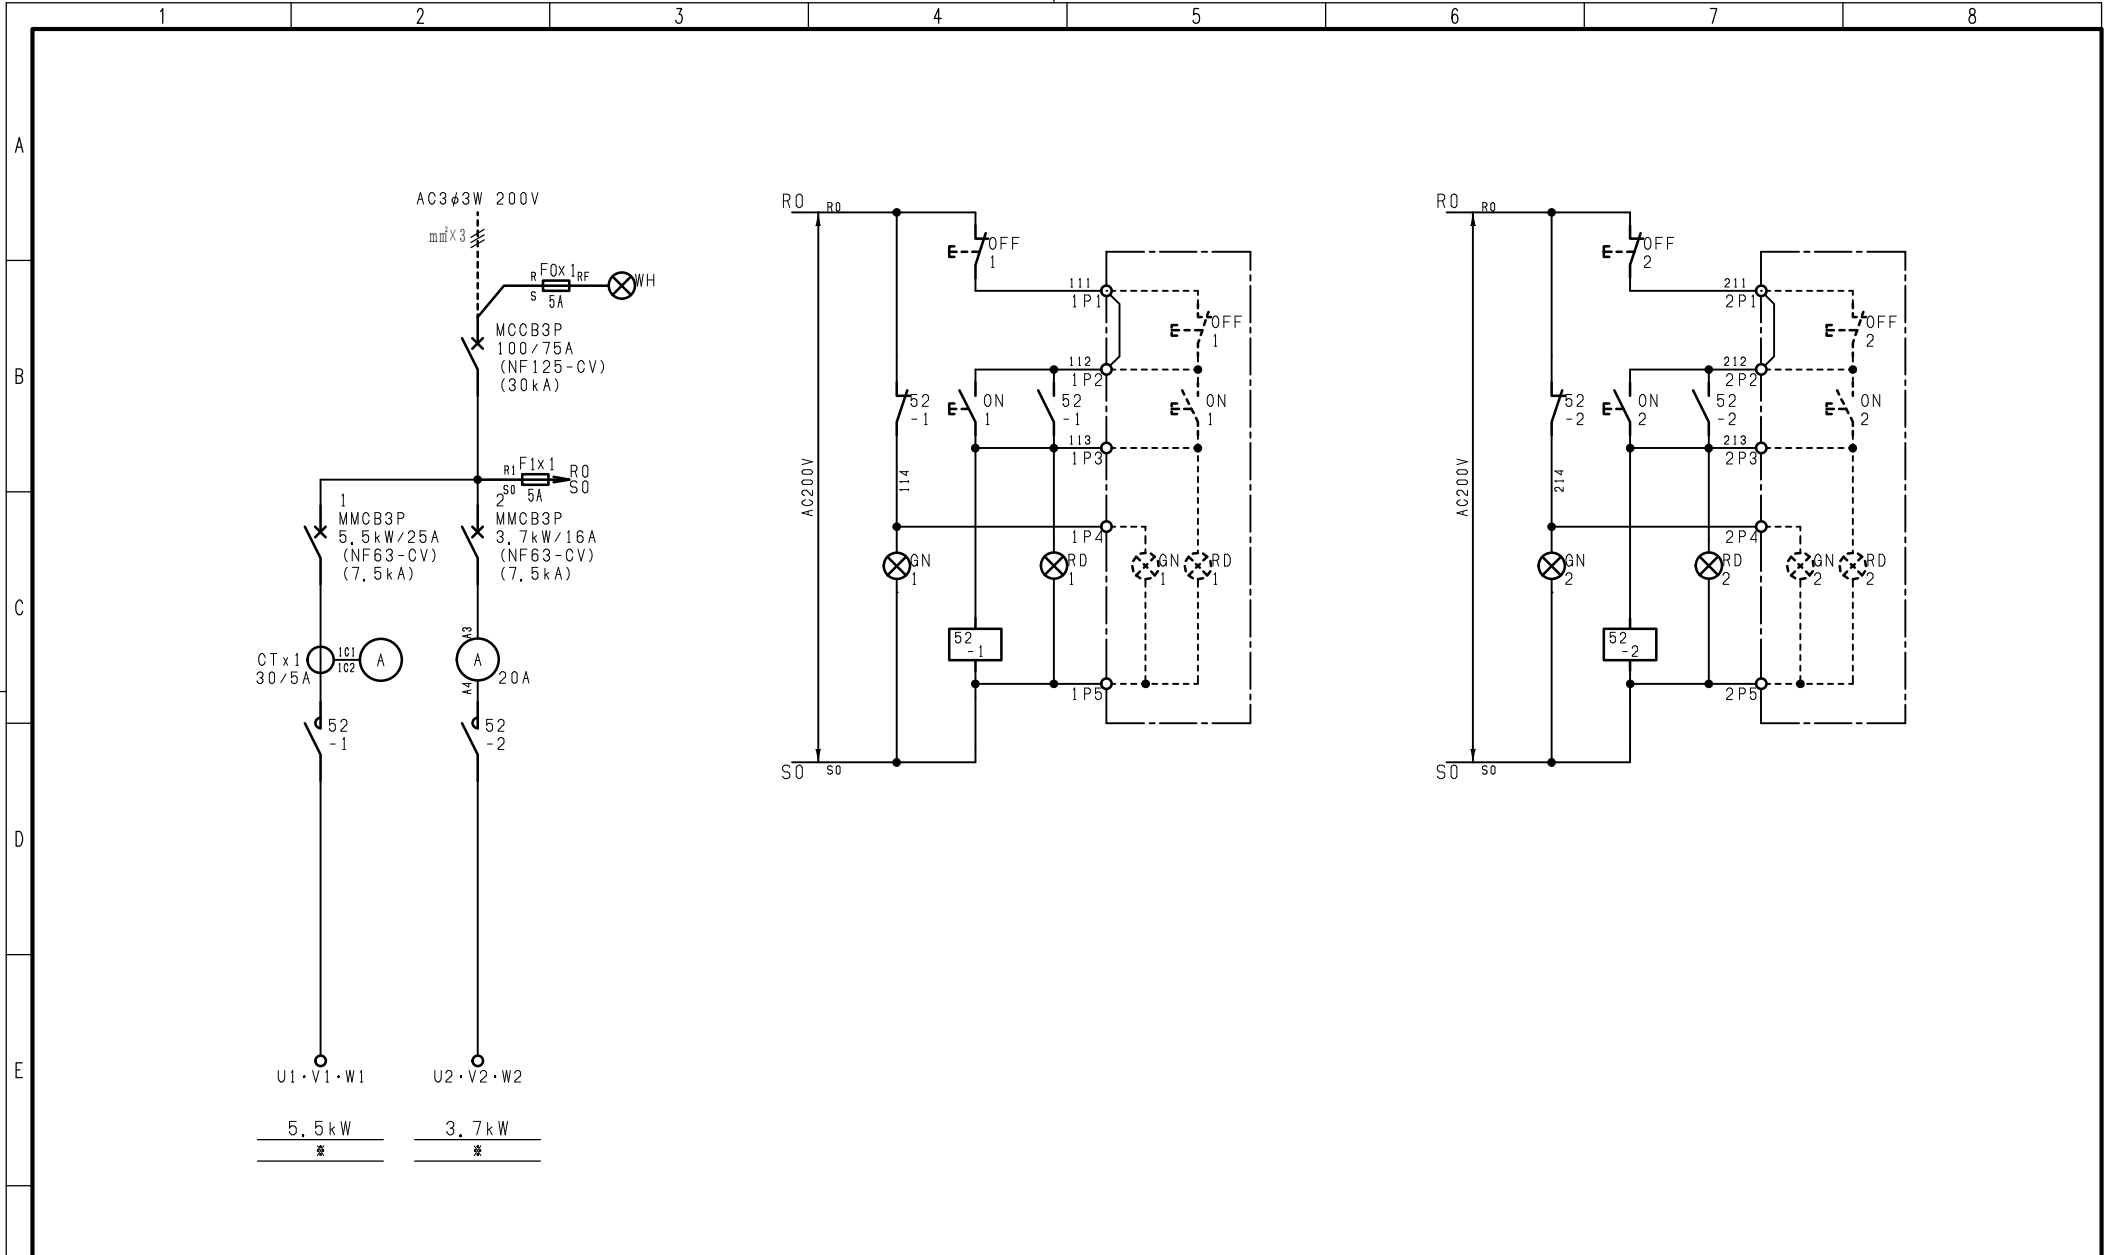 1 2 3 4 5 6 7 8
A
B
C
D
E
AC3φ3W 200V
mm²×3
R F0x1 RF
S 5A
WH
MCCB3P
100/75A
(NF125-CV)
(30kA)
R1 F1x1 R0
S0 5A S0
1
MMCB3P
5.5kW/25A
(NF63-CV)
(7.5kA)
2
MMCB3P
3.7kW/16A
(NF63-CV)
(7.5kA)
CTx1
30/5A
1C1
1C2
A
A3
A
A4
20A
52
-1
52
-2
U1・V1・W1
U2・V2・W2
5.5kW
※
3.7kW
※
R0 R0
OFF
1
111
1P1
OFF
1
112
1P2
52
-1
ON
1
52
-1
ON
1
113
1P3
AC200V
114
1P4
GN
1
RD
1
GN
1
RD
1
52
-1
1P5
S0 S0
R0 R0
OFF
2
211
2P1
OFF
2
212
2P2
52
-2
ON
2
52
-2
ON
2
213
2P3
AC200V
214
2P4
GN
2
RD
2
GN
2
RD
2
52
-2
2P5
S0 S0